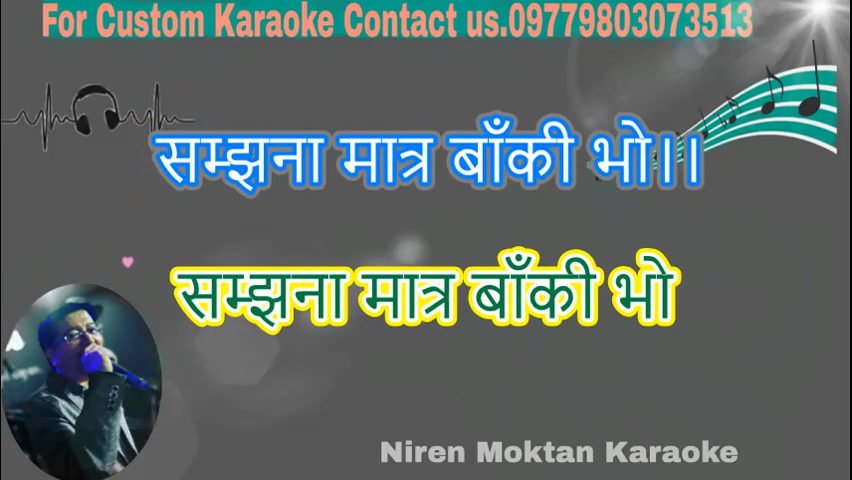 For Custom Karaoke Contact us.09779803073513
सम्झना मात्र बाँकी भो।।
सम्झना मात्र बाँकी भो
Niren Moktan Karaoke